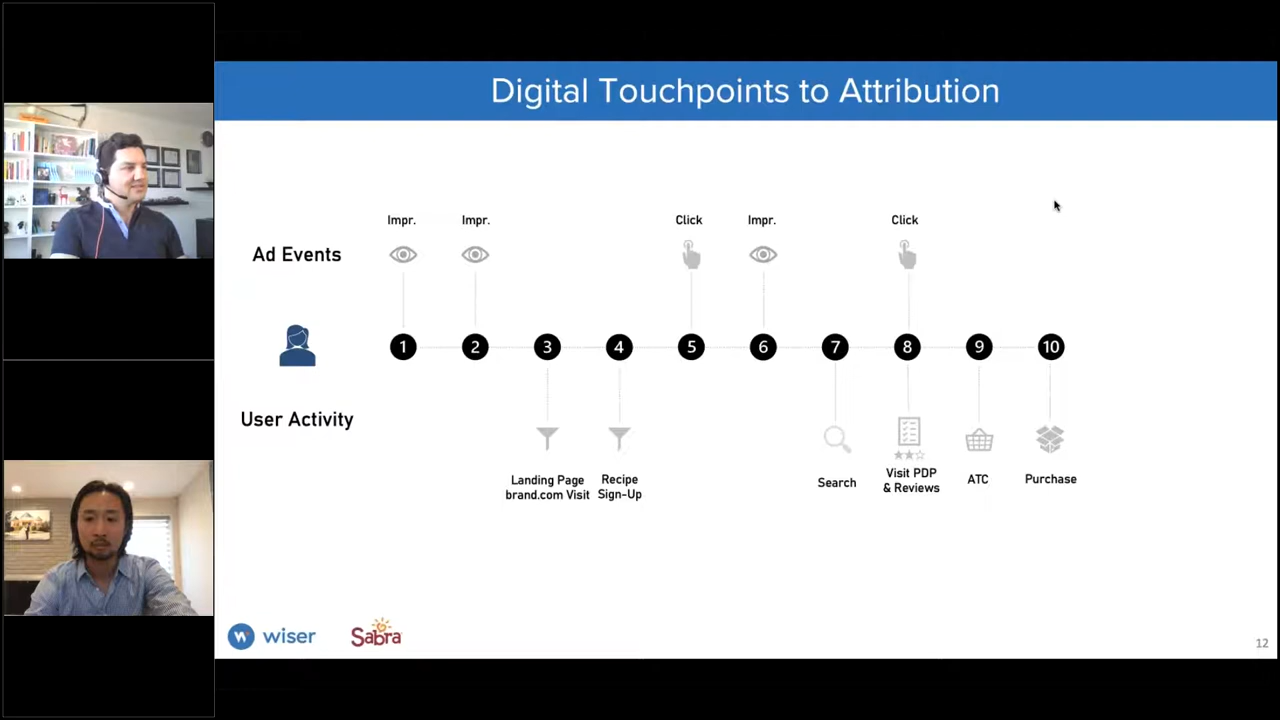 Digital Touchpoints to Attribution
Impr.
Impr.
Click
Impr.
Click
Ad Events
1
2
3
4
5
6
7
8
9
10
User Activity
Landing Page
brand.com Visit
Recipe
Sign-Up
Search
Visit PDP
& Reviews
ATC
Purchase
w
wiser
Sabra
12